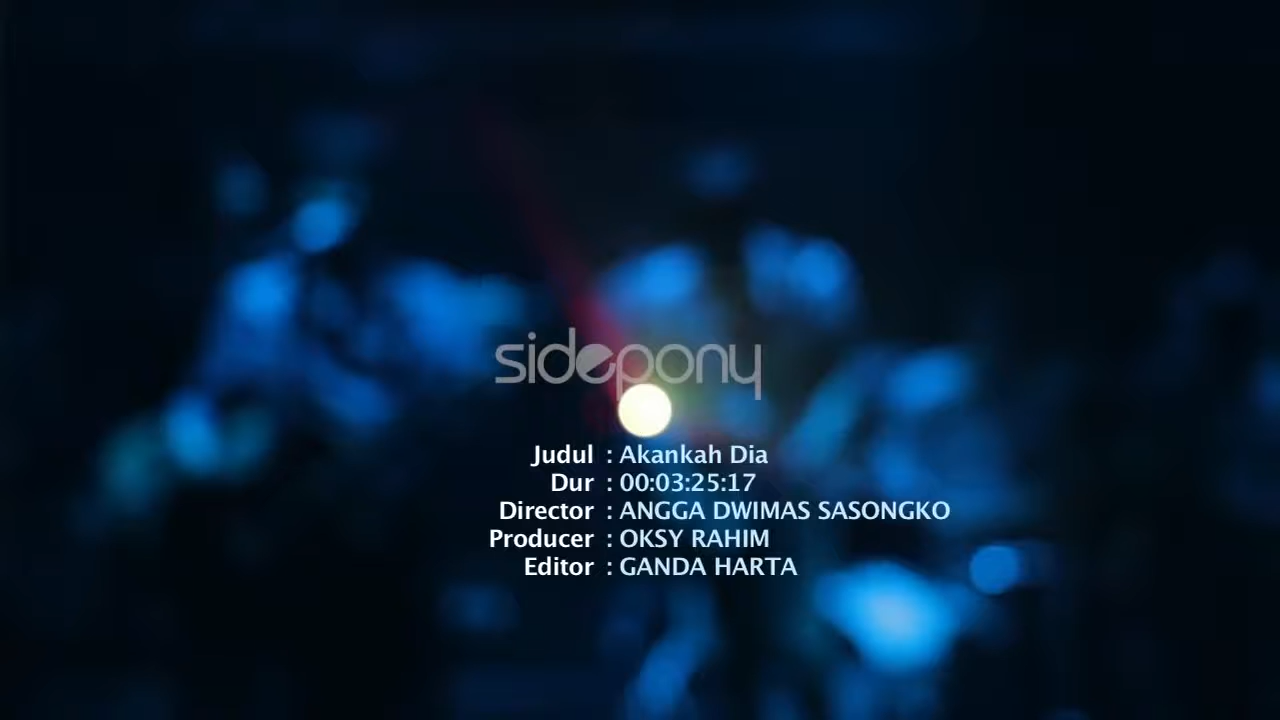 sidepony
Judul : Akankah Dia
Dur : 00:03:25:17
Director : ANGGA DWIMAS SASONGKO
Producer : OKSY RAHIM
Editor : GANDA HARTA